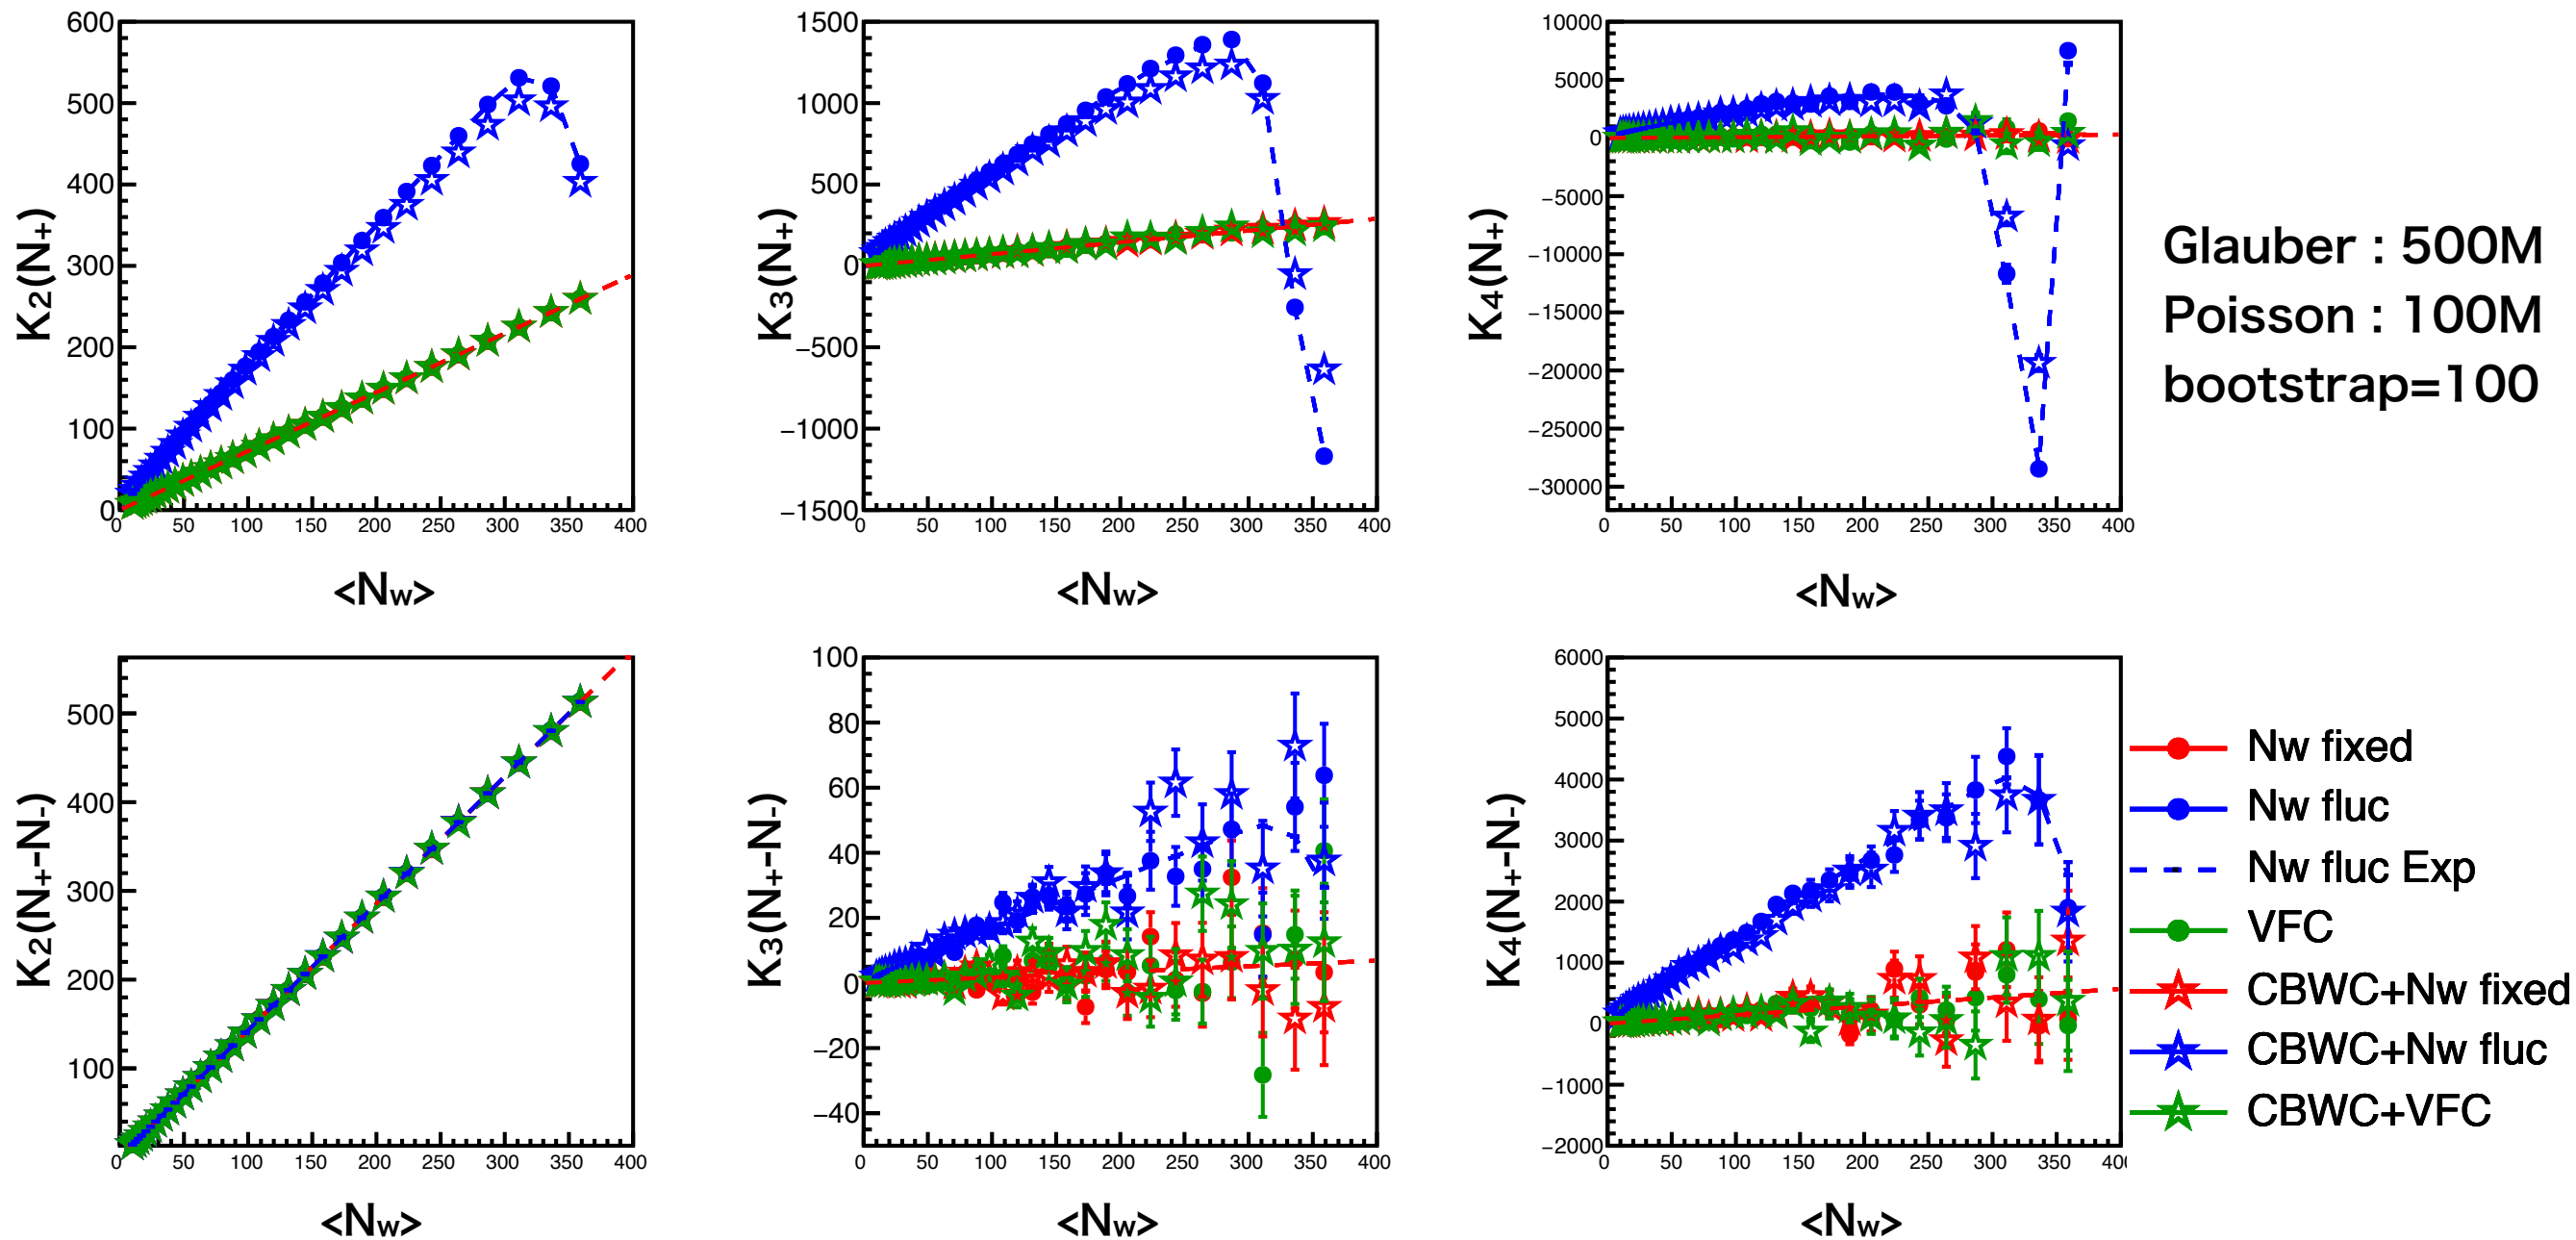 600
500
400
300
200
100
0
0 50 100 150 200 250 300 350 400
K2(N+)
<Nw>
1500
1000
500
0
−500
−1000
−1500
0 50 100 150 200 250 300 350 400
K3(N+)
<Nw>
10000
5000
0
−5000
−10000
−15000
−20000
−25000
−30000
0 50 100 150 200 250 300 350 400
K4(N+)
<Nw>
Glauber : 500M
Poisson : 100M
bootstrap=100
500
400
300
200
100
0 50 100 150 200 250 300 350 400
K2(N+-N-)
<Nw>
100
80
60
40
20
0
−20
−40
0 50 100 150 200 250 300 350 400
K3(N+-N-)
<Nw>
6000
5000
4000
3000
2000
1000
0
−1000
−2000
0 50 100 150 200 250 300 350 40
K4(N+-N-)
<Nw>
Nw fixed
Nw fluc
Nw fluc Exp
VFC
CBWC+Nw fixed
CBWC+Nw fluc
CBWC+VFC